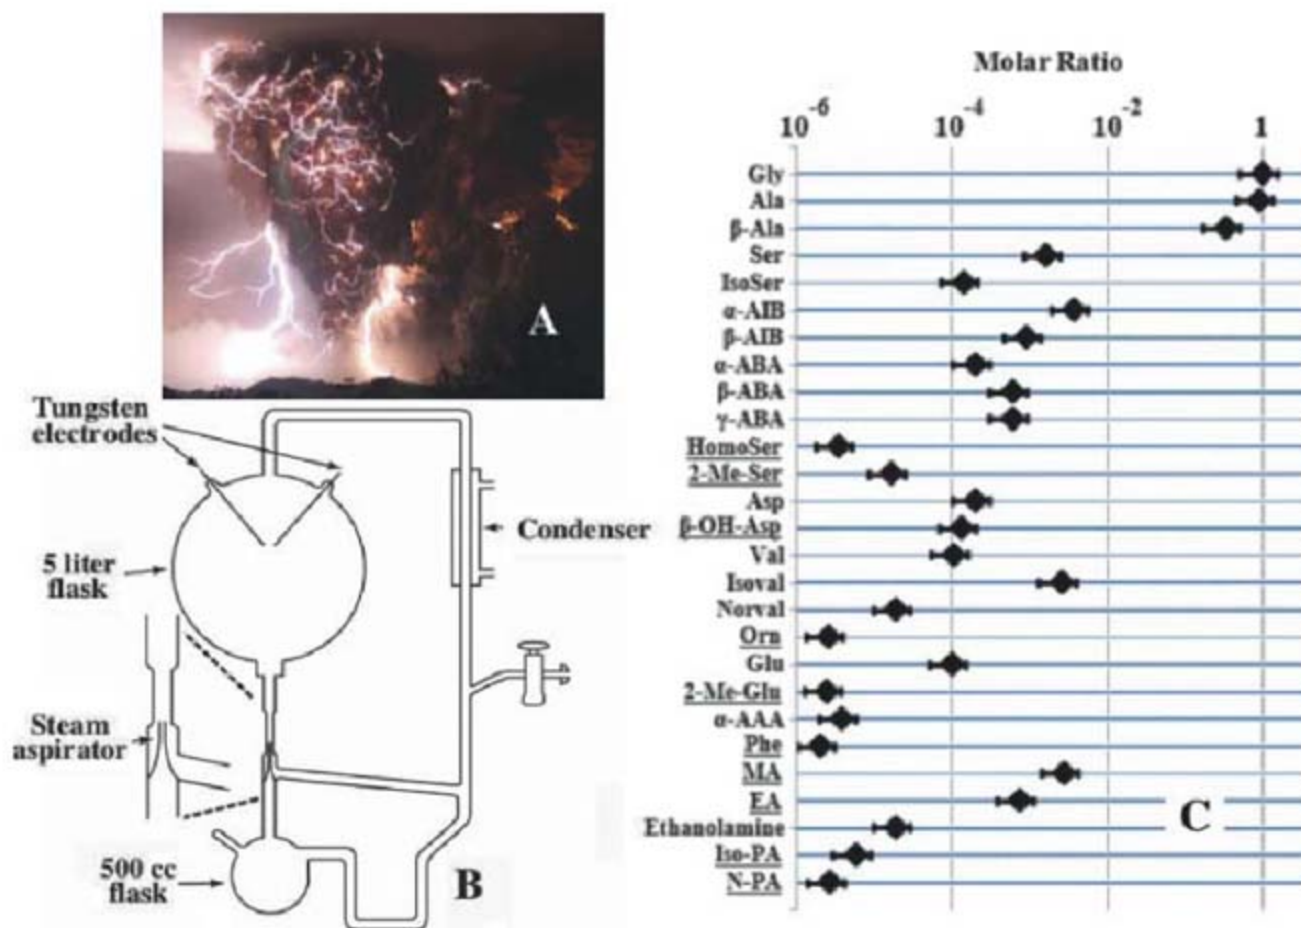 A
Tungsten
electrodes
5 liter
flask
Condenser
Steam
aspirator
500 cc
flask
B
Molar Ratio
10-6 10-4 10-2 1
Gly
Ala
β-Ala
Ser
IsoSer
α-AIB
β-AIB
α-ABA
β-ABA
γ-ABA
HomoSer
2-Me-Ser
Asp
β-OH-Asp
Val
Isoval
Norval
Orn
Glu
2-Me-Glu
α-AAA
Phe
MA
EA
Ethanolamine
Iso-PA
N-PA
C